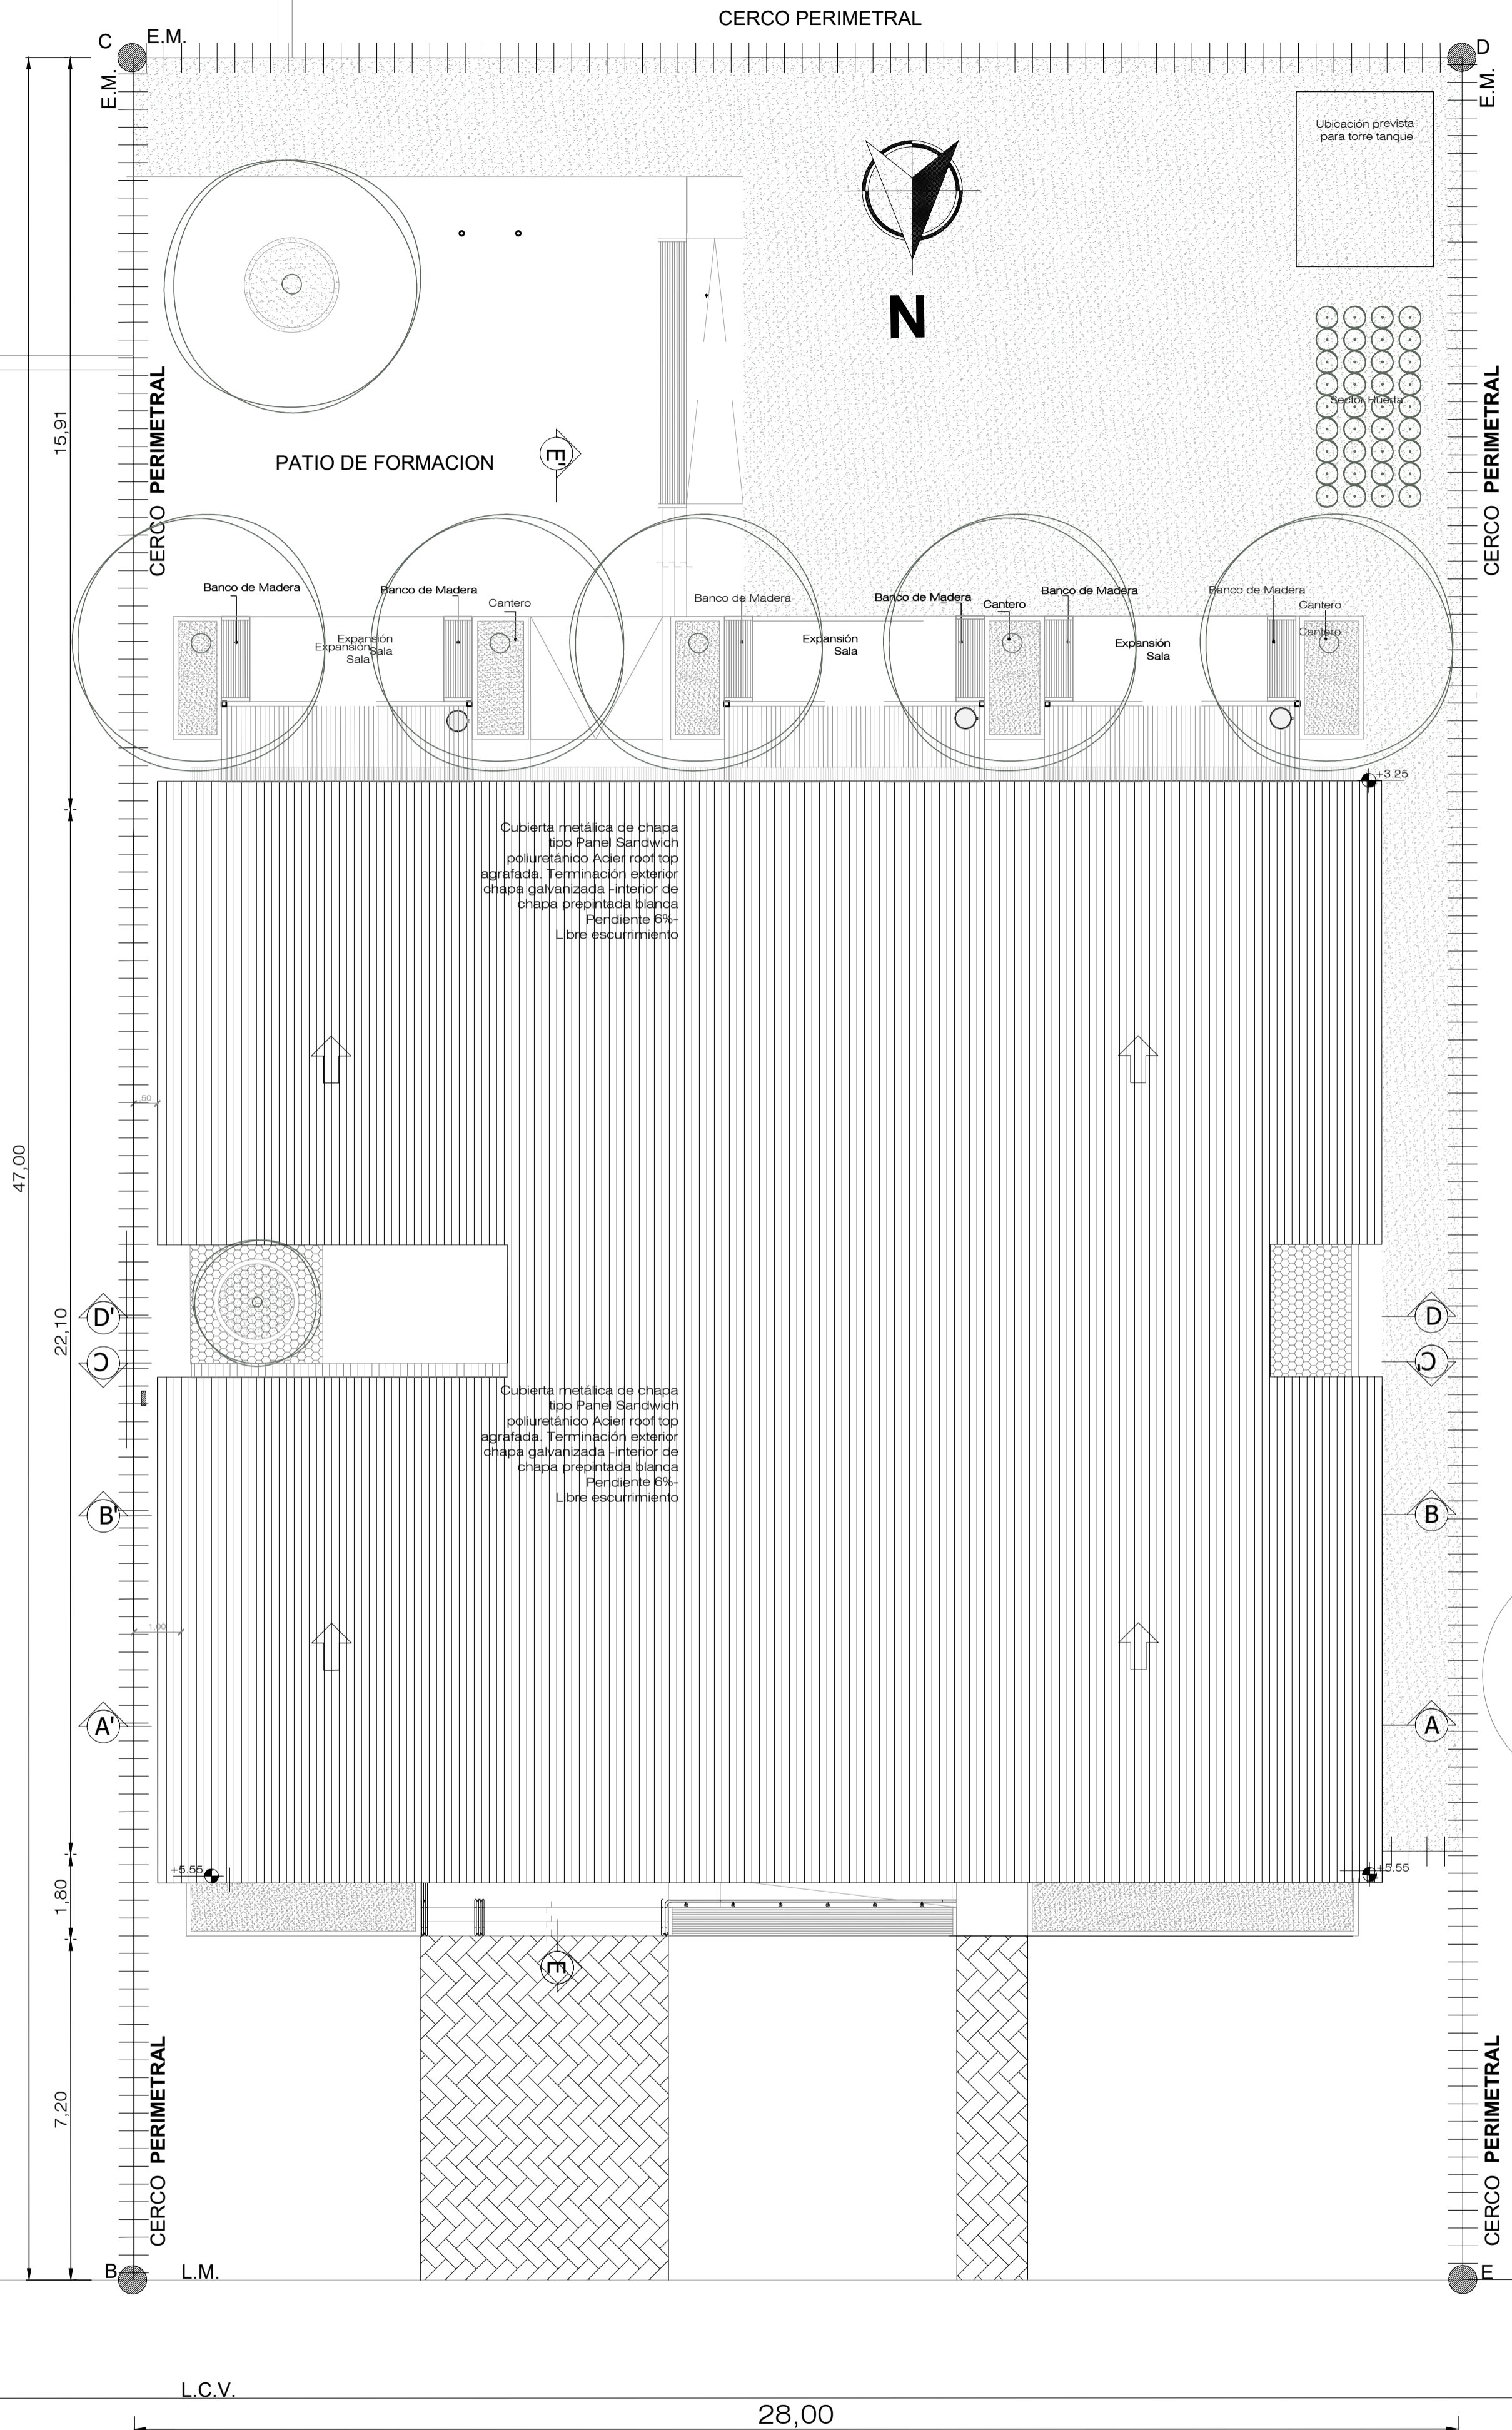 CERCO PERIMETRAL
C
E.M.
D
E.M.
E.M.
Ubicación prevista
para torre tanque
N
15,91
CERCO PERIMETRAL
PATIO DE FORMACION
E'
Sector Huerta
CERCO PERIMETRAL
Banco de Madera
Banco de Madera
Cantero
Banco de Madera
Banco de Madera
Cantero
Banco de Madera
Banco de Madera
Cantero
Cantero
Expansión
Sala
Expansión
Sala
Expansión
Sala
Expansión
Sala
+3.25
Cubierta metálica de chapa
tipo Panel Sandwich
poliuretánico Acier roof top
agrafada. Terminación exterior
chapa galvanizada -interior de
chapa prepintada blanca
Pendiente 6%-
Libre escurrimiento
.50
47,00
22,10
D'
D
C
C'
Cubierta metálica de chapa
tipo Panel Sandwich
poliuretánico Acier roof top
agrafada. Terminación exterior
chapa galvanizada -interior de
chapa prepintada blanca
Pendiente 6%-
Libre escurrimiento
B'
B
1,00
A'
A
+5.55
+5.55
1,80
E
7,20
CERCO PERIMETRAL
CERCO PERIMETRAL
B
L.M.
E
L.C.V.
28,00